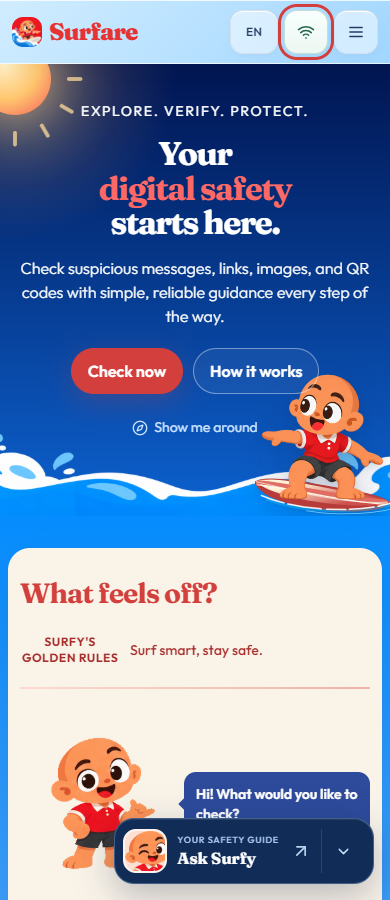 Surfare
EN
EXPLORE. VERIFY. PROTECT.
Your
digital safety
starts here.
Check suspicious messages, links, images, and QR
codes with simple, reliable guidance every step of
the way.
Check now
How it works
Show me around
What feels off?
SURFY'S
GOLDEN RULES
Surf smart, stay safe.
Hi! What would you like to
check?
YOUR SAFETY GUIDE
Ask Surfy